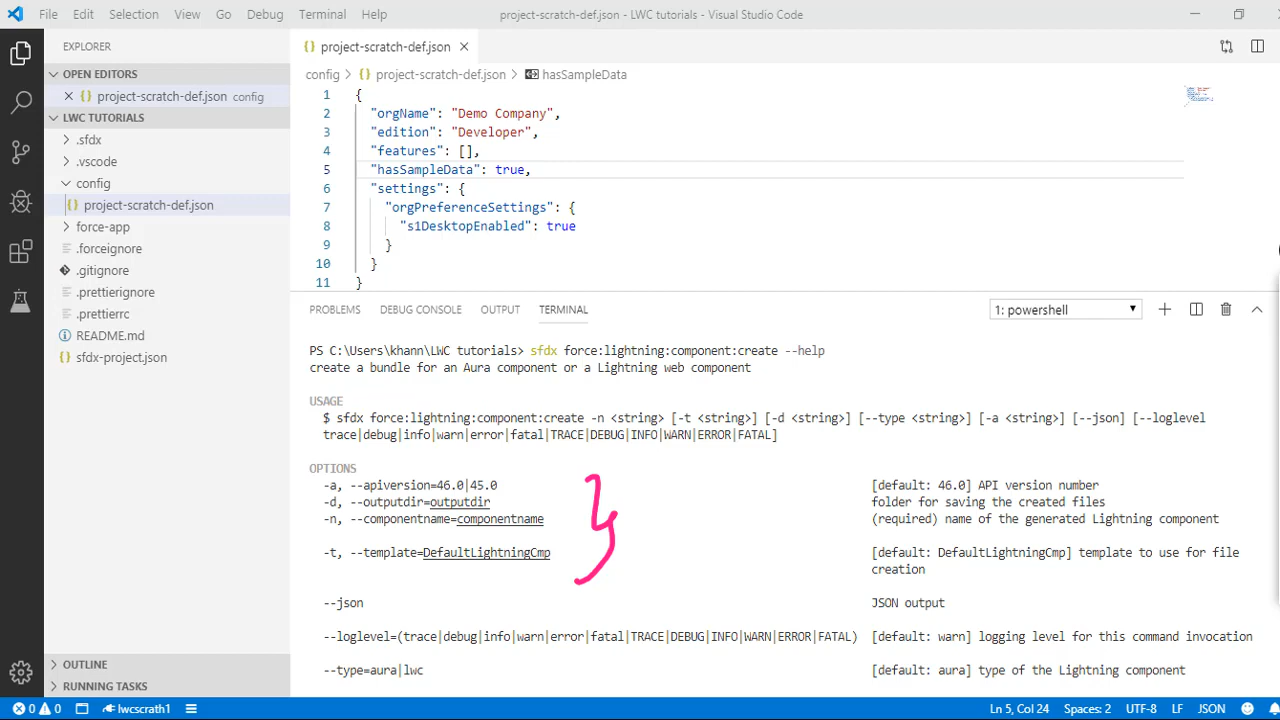 File Edit Selection View Go Debug Terminal Help project-scratch-def.json - LWC tutorials - Visual Studio Code
EXPLORER
OPEN EDITORS
project-scratch-def.json config
LWC TUTORIALS
.sfdx
.vscode
config
{} project-scratch-def.json
force-app
.forceignore
.gitignore
.prettierignore
.prettierrc
README.md
{} sfdx-project.json
OUTLINE
RUNNING TASKS
{} project-scratch-def.json
config > {} project-scratch-def.json > hasSampleData
1 {
2 "orgName": "Demo Company",
3 "edition": "Developer",
4 "features": [],
5 "hasSampleData": true,
6 "settings": {
7 "orgPreferenceSettings": {
8 "s1DesktopEnabled": true
9 }
10 }
11 }
PROBLEMS DEBUG CONSOLE OUTPUT TERMINAL 1: powershell
PS C:\Users\khann\LWC tutorials> sfdx force:lightning:component:create --help
create a bundle for an Aura component or a Lightning web component
USAGE
$ sfdx force:lightning:component:create -n <string> [-t <string>] [-d <string>] [--type <string>] [-a <string>] [--json] [--loglevel
trace|debug|info|warn|error|fatal|TRACE|DEBUG|INFO|WARN|ERROR|FATAL]
OPTIONS
-a, --apiversion=46.0|45.0 [default: 46.0] API version number
-d, --outputdir=outputdir folder for saving the created files
-n, --componentname=componentname (required) name of the generated Lightning component
-t, --template=DefaultLightningCmp [default: DefaultLightningCmp] template to use for file
creation
--json JSON output
--loglevel=(trace|debug|info|warn|error|fatal|TRACE|DEBUG|INFO|WARN|ERROR|FATAL) [default: warn] logging level for this command invocation
--type=aura|lwc [default: aura] type of the Lightning component
0 0 lwcscrath1 Ln 5, Col 24 Spaces: 2 UTF-8 LF JSON